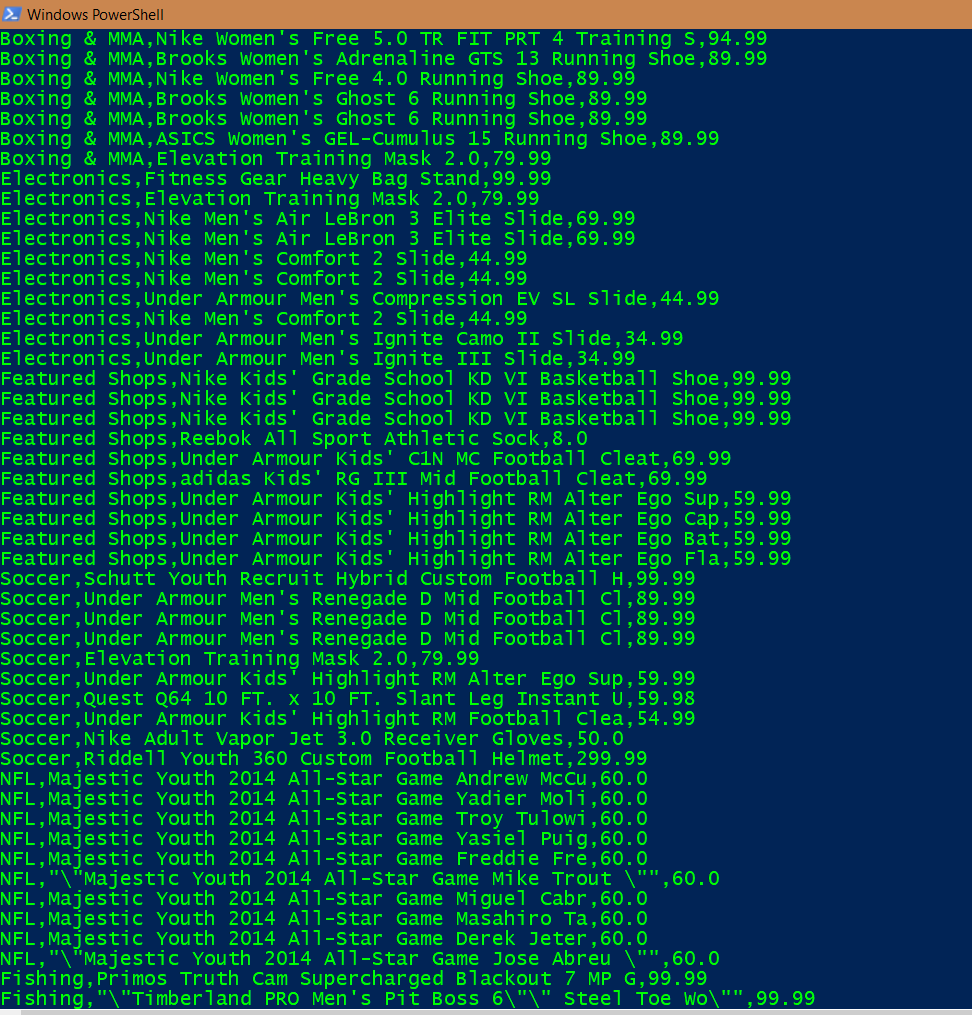 Windows PowerShell
Boxing & MMA,Nike Women's Free 5.0 TR FIT PRT 4 Training S,94.99
Boxing & MMA,Brooks Women's Adrenaline GTS 13 Running Shoe,89.99
Boxing & MMA,Nike Women's Free 4.0 Running Shoe,89.99
Boxing & MMA,Brooks Women's Ghost 6 Running Shoe,89.99
Boxing & MMA,Brooks Women's Ghost 6 Running Shoe,89.99
Boxing & MMA,ASICS Women's GEL-Cumulus 15 Running Shoe,89.99
Boxing & MMA,Elevation Training Mask 2.0,79.99
Electronics,Fitness Gear Heavy Bag Stand,99.99
Electronics,Elevation Training Mask 2.0,79.99
Electronics,Nike Men's Air LeBron 3 Elite Slide,69.99
Electronics,Nike Men's Air LeBron 3 Elite Slide,69.99
Electronics,Nike Men's Comfort 2 Slide,44.99
Electronics,Nike Men's Comfort 2 Slide,44.99
Electronics,Under Armour Men's Compression EV SL Slide,44.99
Electronics,Nike Men's Comfort 2 Slide,44.99
Electronics,Under Armour Men's Ignite Camo II Slide,34.99
Electronics,Under Armour Men's Ignite III Slide,34.99
Featured Shops,Nike Kids' Grade School KD VI Basketball Shoe,99.99
Featured Shops,Nike Kids' Grade School KD VI Basketball Shoe,99.99
Featured Shops,Nike Kids' Grade School KD VI Basketball Shoe,99.99
Featured Shops,Reebok All Sport Athletic Sock,8.0
Featured Shops,Under Armour Kids' C1N MC Football Cleat,69.99
Featured Shops,adidas Kids' RG III Mid Football Cleat,69.99
Featured Shops,Under Armour Kids' Highlight RM Alter Ego Sup,59.99
Featured Shops,Under Armour Kids' Highlight RM Alter Ego Cap,59.99
Featured Shops,Under Armour Kids' Highlight RM Alter Ego Bat,59.99
Featured Shops,Under Armour Kids' Highlight RM Alter Ego Fla,59.99
Soccer,Schutt Youth Recruit Hybrid Custom Football H,99.99
Soccer,Under Armour Men's Renegade D Mid Football Cl,89.99
Soccer,Under Armour Men's Renegade D Mid Football Cl,89.99
Soccer,Under Armour Men's Renegade D Mid Football Cl,89.99
Soccer,Elevation Training Mask 2.0,79.99
Soccer,Under Armour Kids' Highlight RM Alter Ego Sup,59.99
Soccer,Quest Q64 10 FT. x 10 FT. Slant Leg Instant U,59.98
Soccer,Under Armour Kids' Highlight RM Football Clea,54.99
Soccer,Nike Adult Vapor Jet 3.0 Receiver Gloves,50.0
Soccer,Riddell Youth 360 Custom Football Helmet,299.99
NFL,Majestic Youth 2014 All-Star Game Andrew McCu,60.0
NFL,Majestic Youth 2014 All-Star Game Yadier Moli,60.0
NFL,Majestic Youth 2014 All-Star Game Troy Tulowi,60.0
NFL,Majestic Youth 2014 All-Star Game Yasiel Puig,60.0
NFL,Majestic Youth 2014 All-Star Game Freddie Fre,60.0
NFL,"\"Majestic Youth 2014 All-Star Game Mike Trout \"",60.0
NFL,Majestic Youth 2014 All-Star Game Miguel Cabr,60.0
NFL,Majestic Youth 2014 All-Star Game Masahiro Ta,60.0
NFL,Majestic Youth 2014 All-Star Game Derek Jeter,60.0
NFL,"\"Majestic Youth 2014 All-Star Game Jose Abreu \"",60.0
Fishing,Primos Truth Cam Supercharged Blackout 7 MP G,99.99
Fishing,"\"Timberland PRO Men's Pit Boss 6\"\" Steel Toe Wo\"",99.99